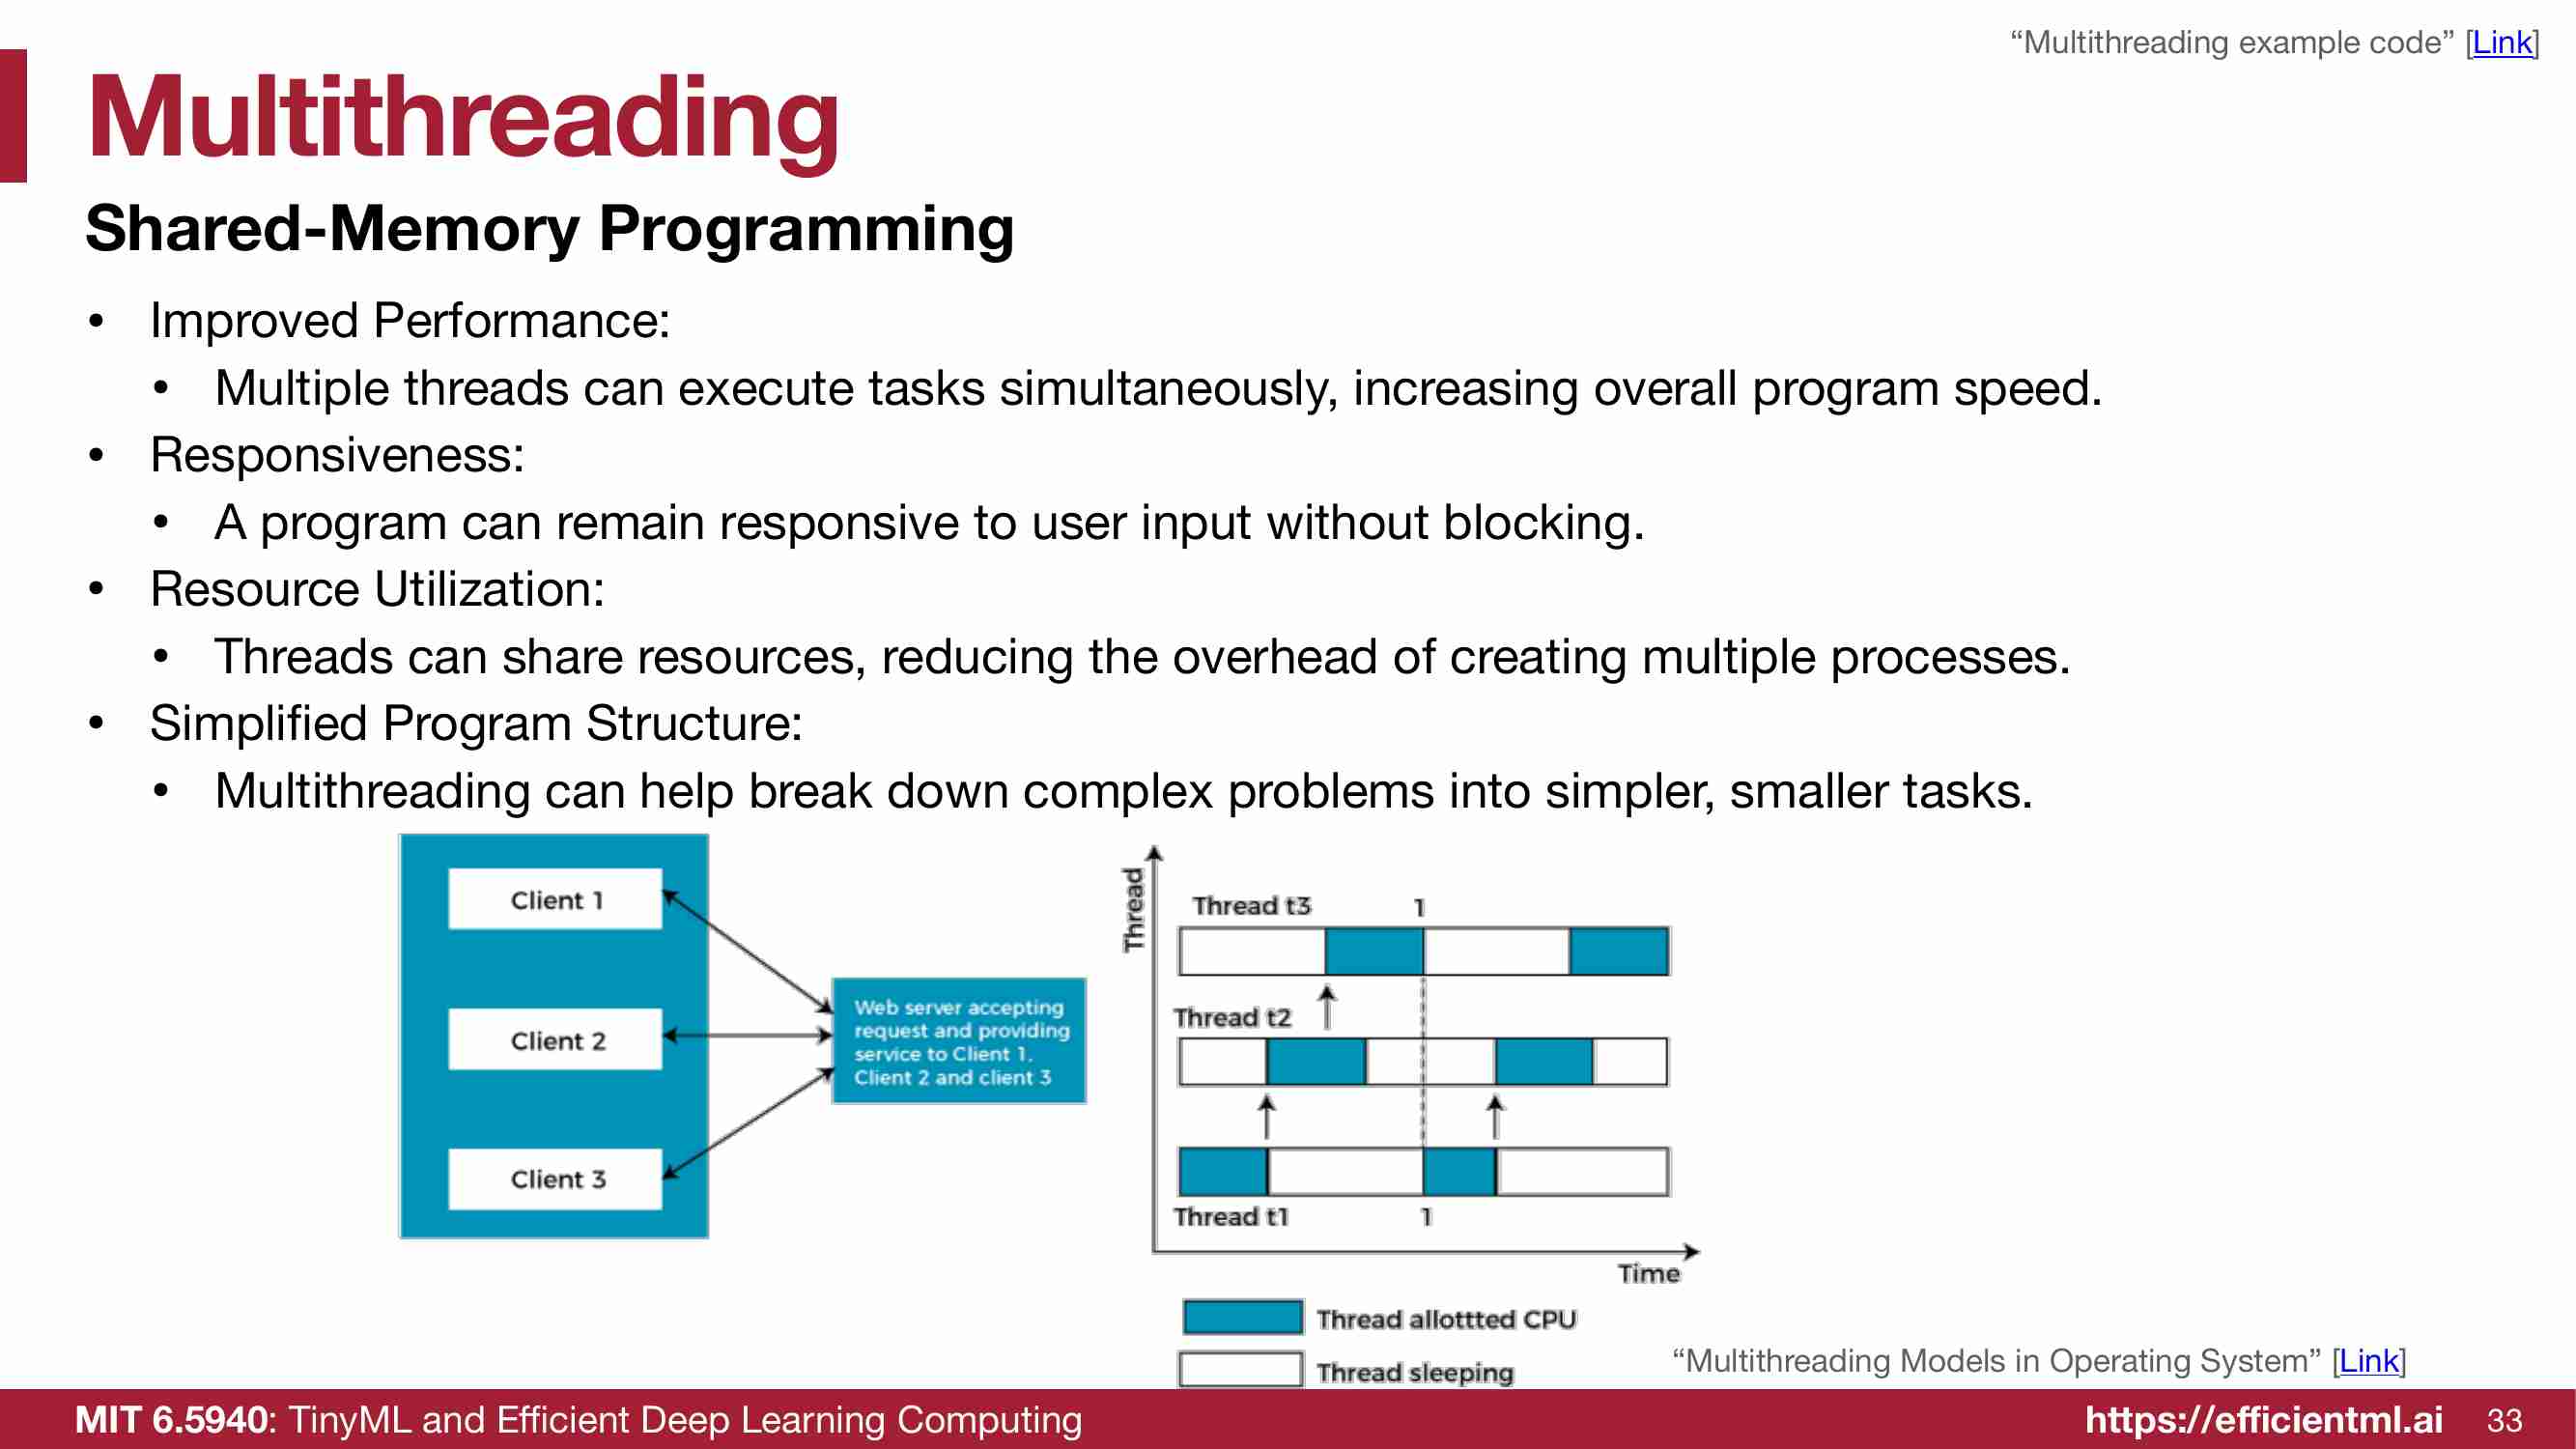 “Multithreading example code” [Link]
Multithreading
Shared-Memory Programming
• Improved Performance:
• Multiple threads can execute tasks simultaneously, increasing overall program speed.
• Responsiveness:
• A program can remain responsive to user input without blocking.
• Resource Utilization:
• Threads can share resources, reducing the overhead of creating multiple processes.
• Simplified Program Structure:
• Multithreading can help break down complex problems into simpler, smaller tasks.
Client 1
Client 2
Client 3
Web server accepting
request and providing
service to Client 1,
Client 2 and client 3
Thread
Thread t3 1
Thread t2
Thread t1 1
Time
Thread allottted CPU
Thread sleeping
“Multithreading Models in Operating System” [Link]
MIT 6.5940: TinyML and Efficient Deep Learning Computing
https://efficientml.ai 33